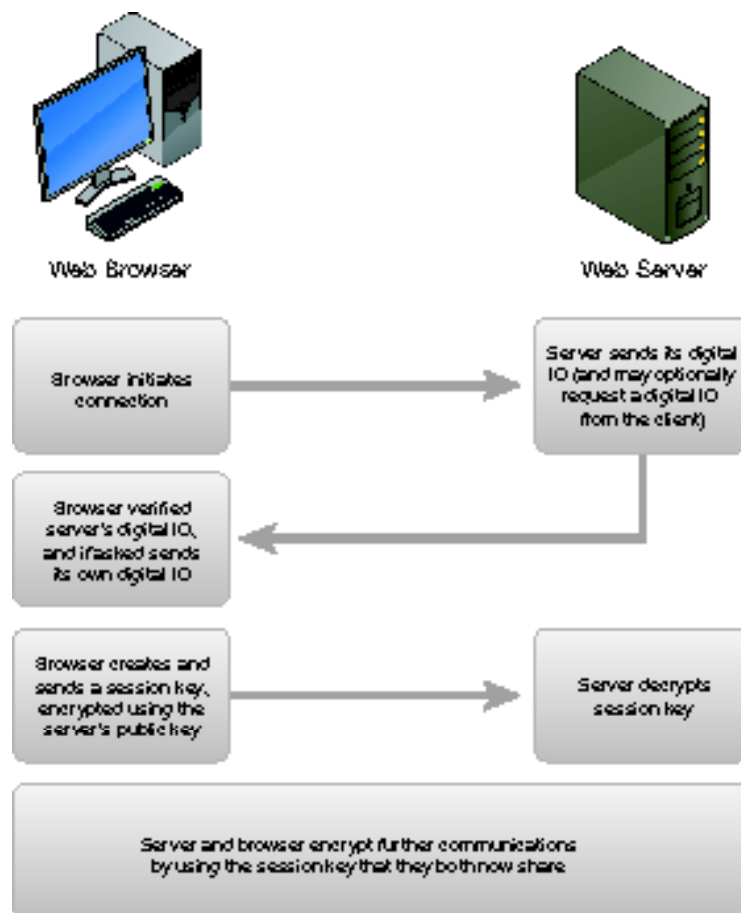 Web Browser
Web Server
Browser initiates
connection
Server sends its digital
ID (and may optionally
request a digital ID
from the client)
Browser verified
server's digital ID,
and if asked sends
its own digital ID
Browser creates and
sends a session key,
encrypted using the
server's public key
Server decrypts
session key
Server and browser encrypt further communications
by using the session key that they both now share